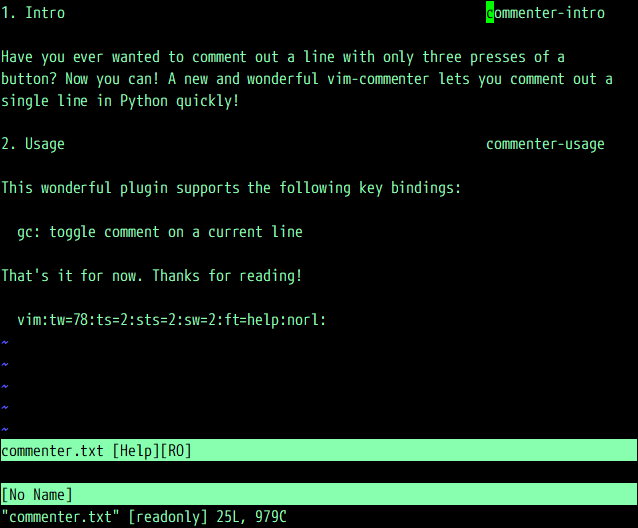 1. Intro commenter-intro
Have you ever wanted to comment out a line with only three presses of a
button? Now you can! A new and wonderful vim-commenter lets you comment out a
single line in Python quickly!
2. Usage commenter-usage
This wonderful plugin supports the following key bindings:
gc: toggle comment on a current line
That's it for now. Thanks for reading!
vim:tw=78:ts=2:sts=2:sw=2:ft=help:norl:
~
~
~
~
~
commenter.txt [Help][RO]
[No Name]
"commenter.txt" [readonly] 25L, 979C